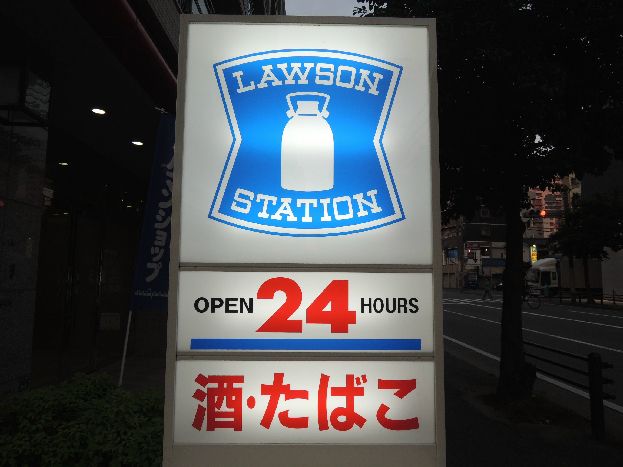 LAWSON
STATION
OPEN 24 HOURS
酒・たばこ